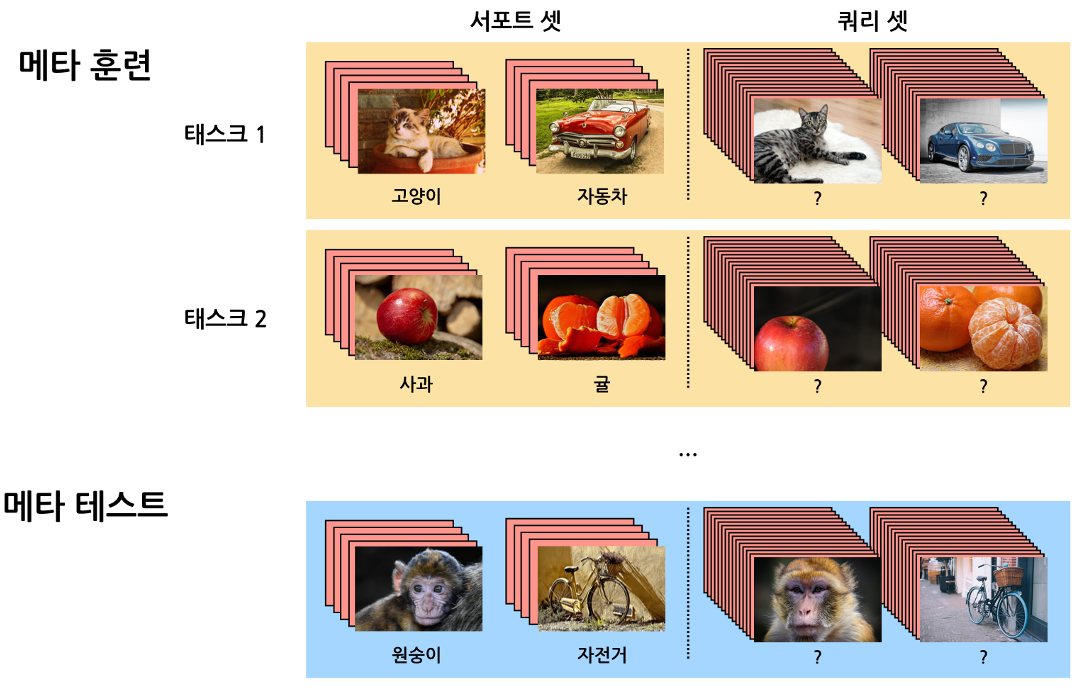 서포트 셋
쿼리 셋
메타 훈련
태스크 1
고양이
자동차
?
?
태스크 2
사과
귤
?
?
...
메타 테스트
원숭이
자전거
?
?